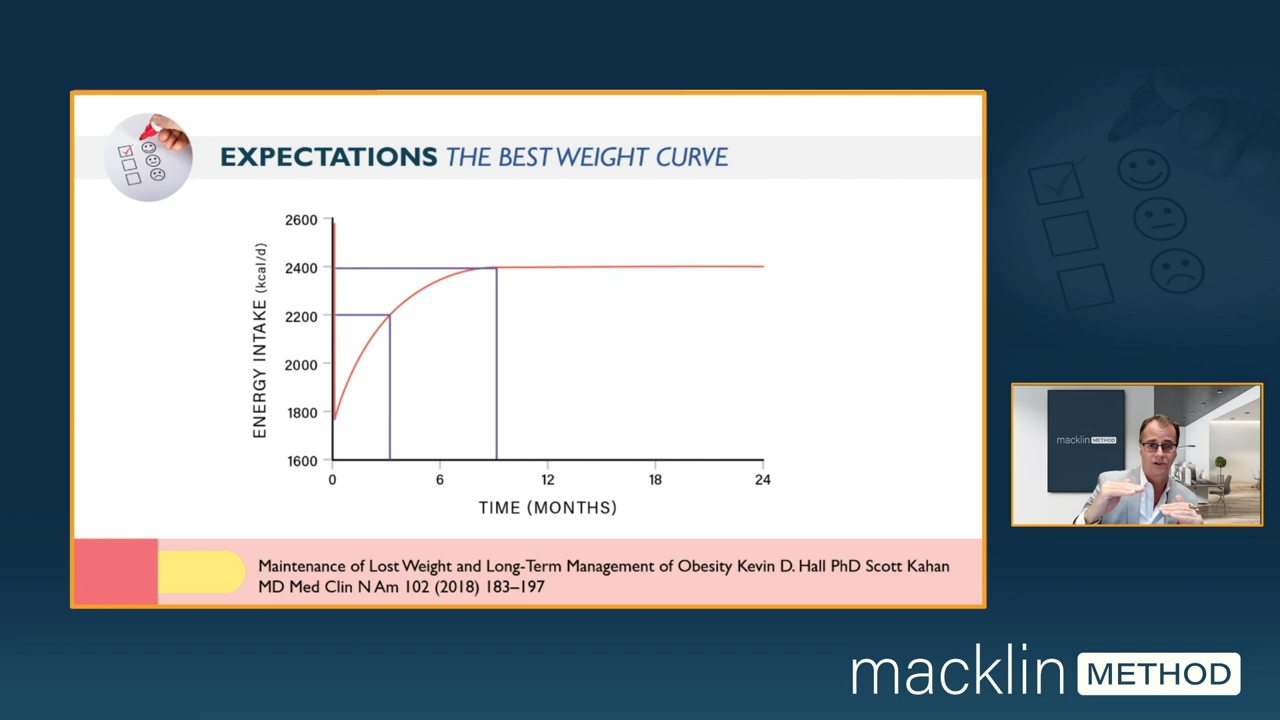 EXPECTATIONS THE BEST WEIGHT CURVE
ENERGY INTAKE (kcal/d)
2600
2400
2200
2000
1800
1600
0 6 12 18 24
TIME (MONTHS)
Maintenance of Lost Weight and Long-Term Management of Obesity Kevin D. Hall PhD Scott Kahan
MD Med Clin N Am 102 (2018) 183–197
macklin METHOD
macklin METHOD